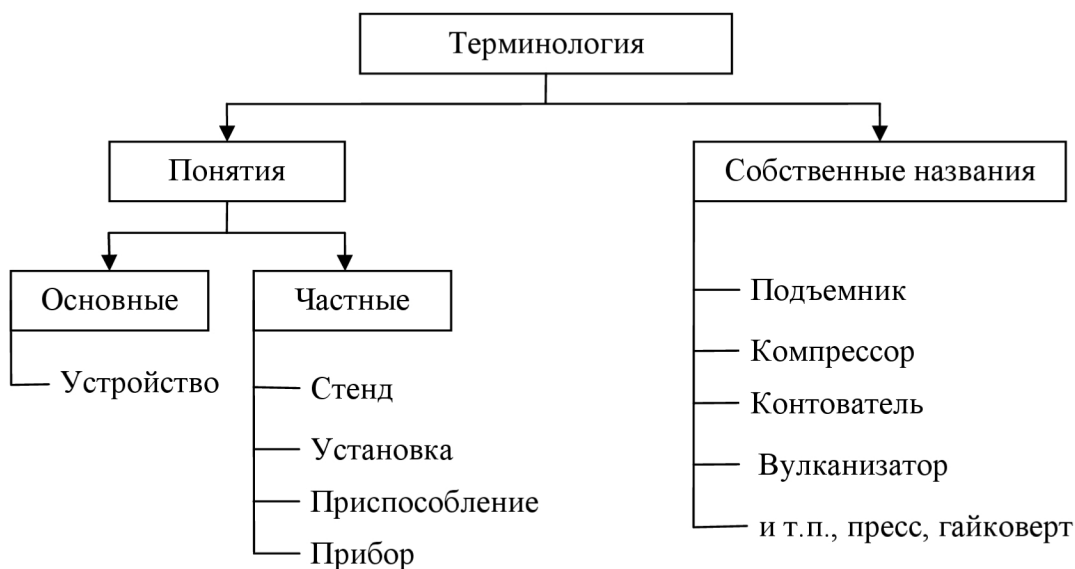 Терминология
Понятия
Собственные названия
Основные
Частные
Устройство
Стенд
Установка
Приспособление
Прибор
Подъемник
Компрессор
Контователь
Вулканизатор
и т.п., пресс, гайковерт